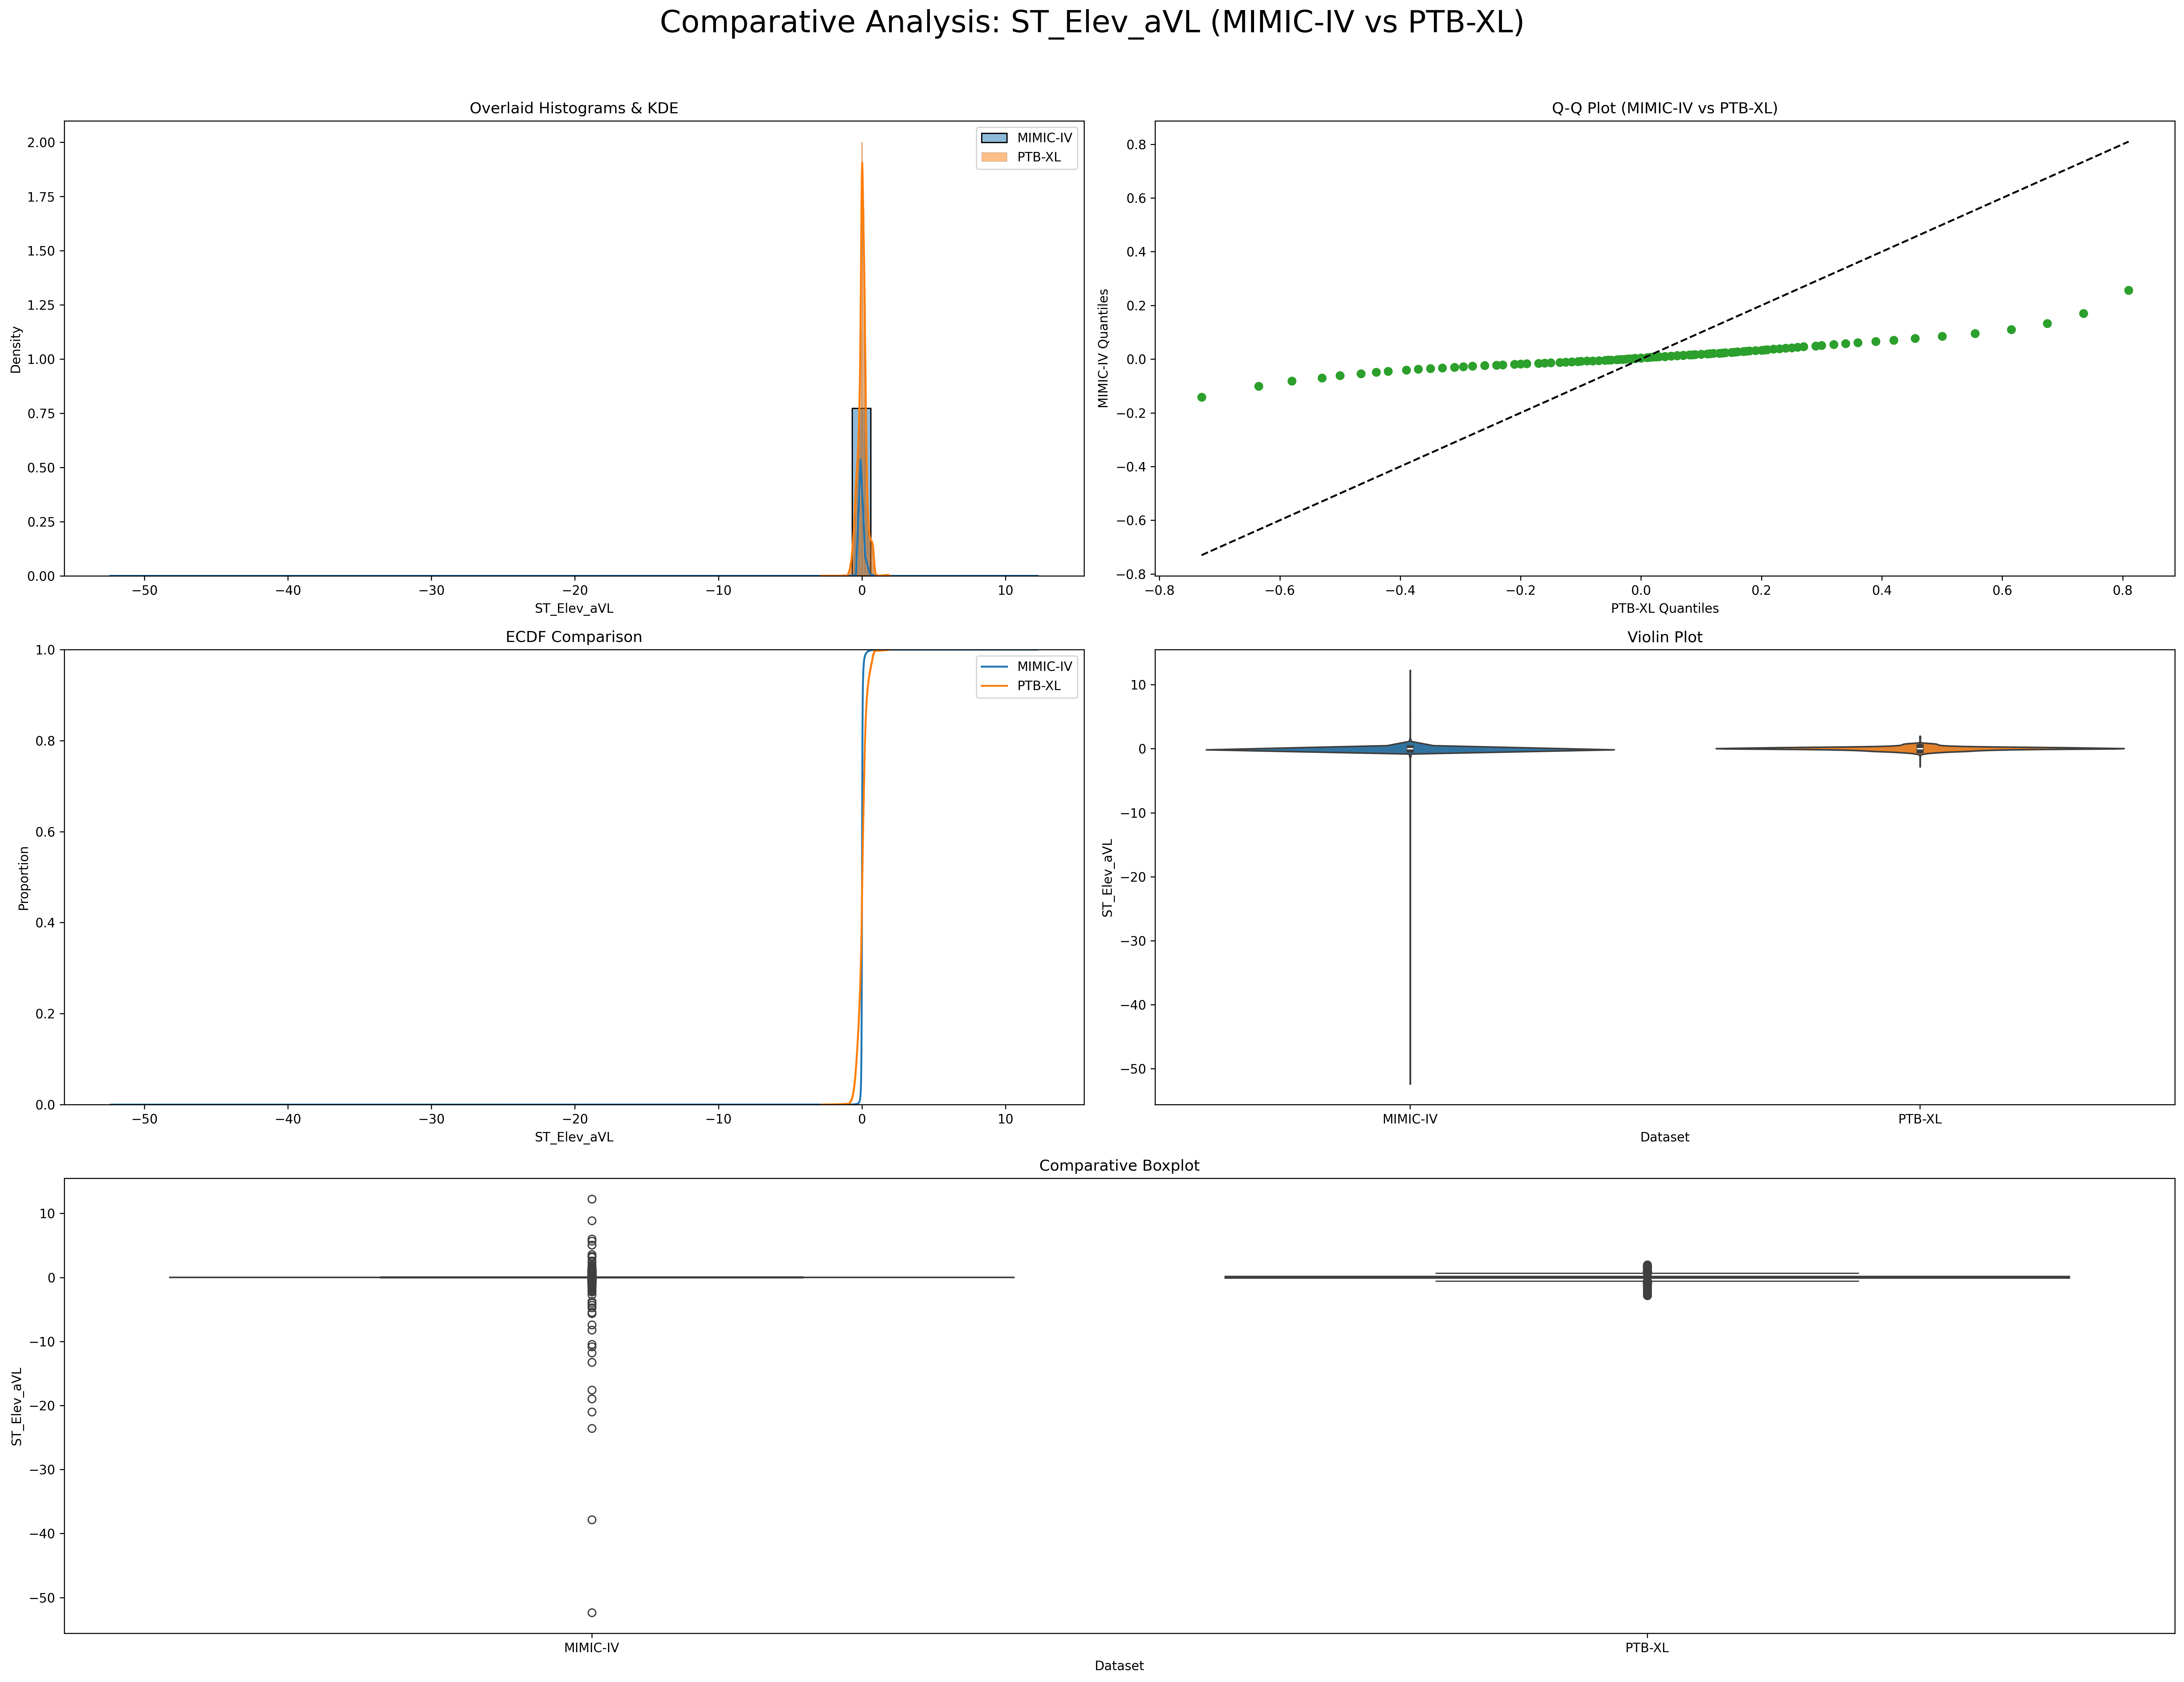 Comparative Analysis: ST_Elev_aVL (MIMIC-IV vs PTB-XL)
Overlaid Histograms & KDE
Density
2.00
1.75
1.50
1.25
1.00
0.75
0.50
0.25
0.00
−50 −40 −30 −20 −10 0 10
ST_Elev_aVL
MIMIC-IV
PTB-XL
Q-Q Plot (MIMIC-IV vs PTB-XL)
MIMIC-IV Quantiles
0.8
0.6
0.4
0.2
0.0
−0.2
−0.4
−0.6
−0.8
−0.8 −0.6 −0.4 −0.2 0.0 0.2 0.4 0.6 0.8
PTB-XL Quantiles
ECDF Comparison
Proportion
1.0
0.8
0.6
0.4
0.2
0.0
−50 −40 −30 −20 −10 0 10
ST_Elev_aVL
MIMIC-IV
PTB-XL
Violin Plot
ST_Elev_aVL
10
0
−10
−20
−30
−40
−50
MIMIC-IV PTB-XL
Dataset
Comparative Boxplot
ST_Elev_aVL
10
0
−10
−20
−30
−40
−50
MIMIC-IV PTB-XL
Dataset